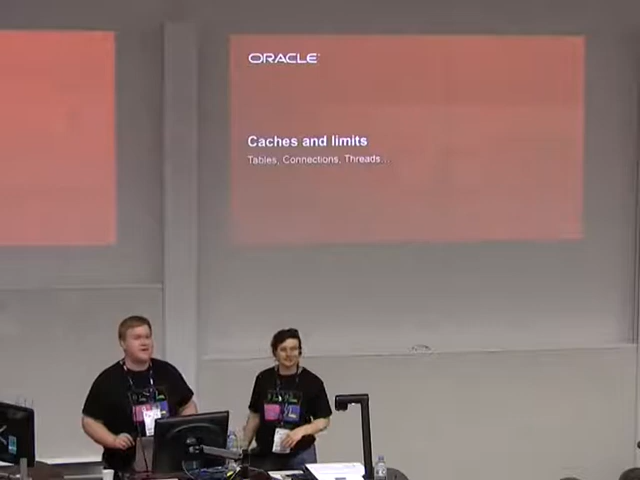 ORACLE
Caches and limits
Tables, Connections, Threads...